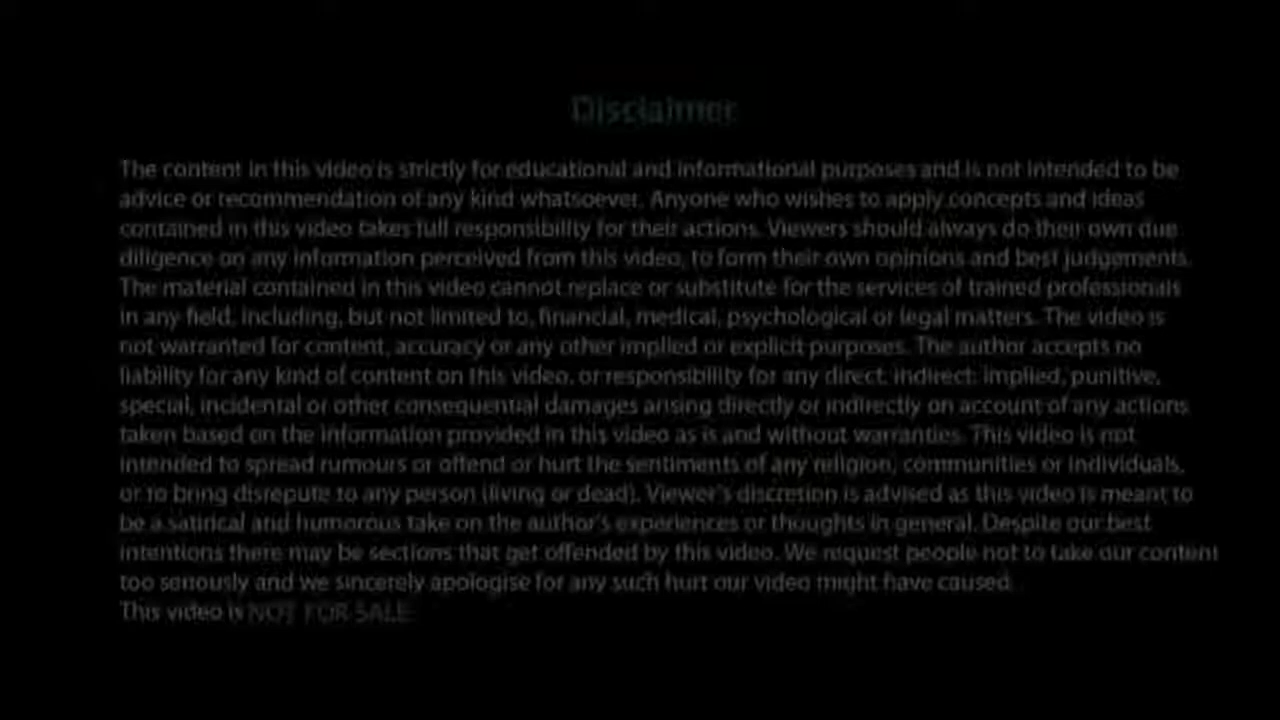 Disclaimer
The content in this video is strictly for educational and informational purposes and is not intended to be
advice or recommendation of any kind whatsoever. Anyone who wishes to apply concepts and ideas
contained in this video takes full responsibility for their actions. Viewers should always do their own due
diligence on any information perceived from this video, to form their own opinions and best judgements.
The material contained in this video cannot replace or substitute for the services of trained professionals
in any field, including, but not limited to, financial, medical, psychological or legal matters. The video is
not warranted for content, accuracy or any other implied or explicit purposes. The author accepts no
liability for any kind of content on this video, or responsibility for any direct, indirect, implied, punitive,
special, incidental or other consequential damages arising directly or indirectly on account of any actions
taken based on the information provided in this video as is and without warranties. This video is not
intended to spread rumours or offend or hurt the sentiments of any religion, communities or individuals,
or to bring disrepute to any person (living or dead). Viewer's discretion is advised as this video is meant to
be a satirical and humorous take on the author's experiences or thoughts in general. Despite our best
intentions there may be sections that get offended by this video. We request people not to take our content
too seriously and we sincerely apologise for any such hurt our video might have caused.
This video is NOT FOR SALE